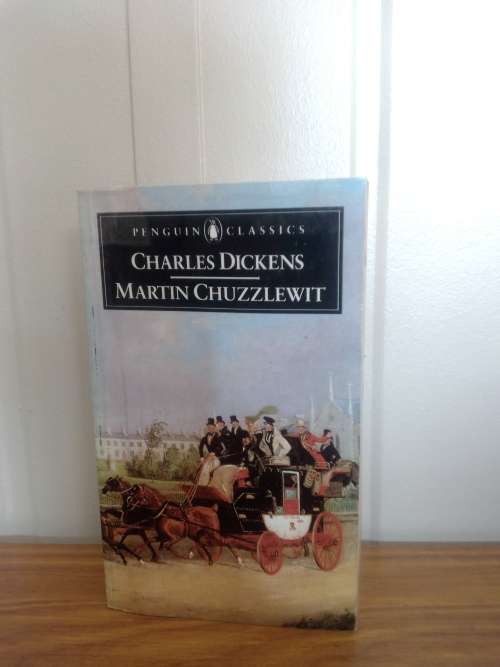 PENGUIN CLASSICS
CHARLES DICKENS
MARTIN CHUZZLEWIT